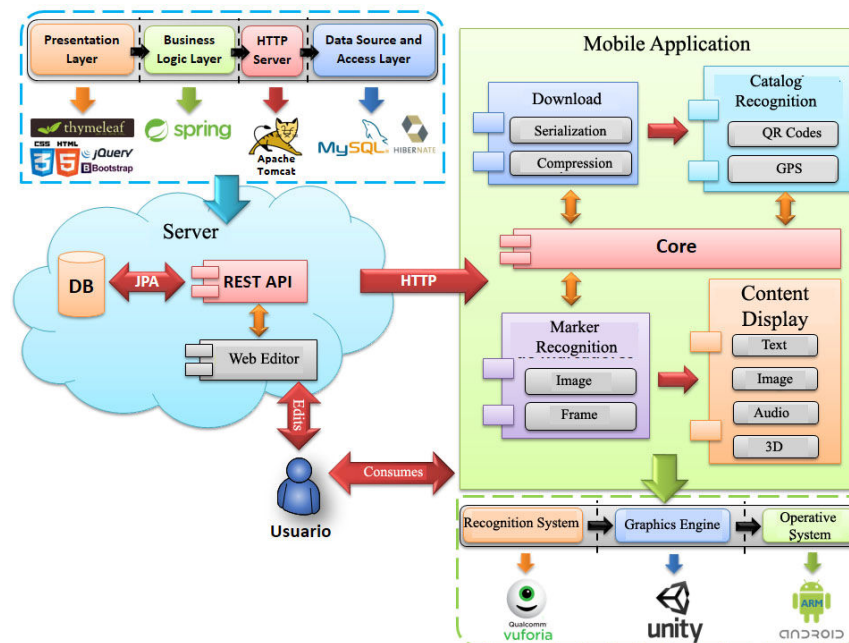 Presentation
Layer
Business
Logic Layer
HTTP
Server
Data Source and
Access Layer
thymeleaf
CSS
3
HTML
5
jQuery
B Bootstrap
spring
Apache
Tomcat
MySQL
HIBERNATE
Server
DB
JPA
REST API
Web Editor
HTTP
Edits
Consumes
Usuario
Mobile Application
Download
Serialization
Compression
Catalog
Recognition
QR Codes
GPS
Core
Marker
Recognition
Image
Frame
Content
Display
Text
Image
Audio
3D
Recognition System
Graphics Engine
Operative
System
Qualcomm
vuforia
unity
ARM
ANDROID